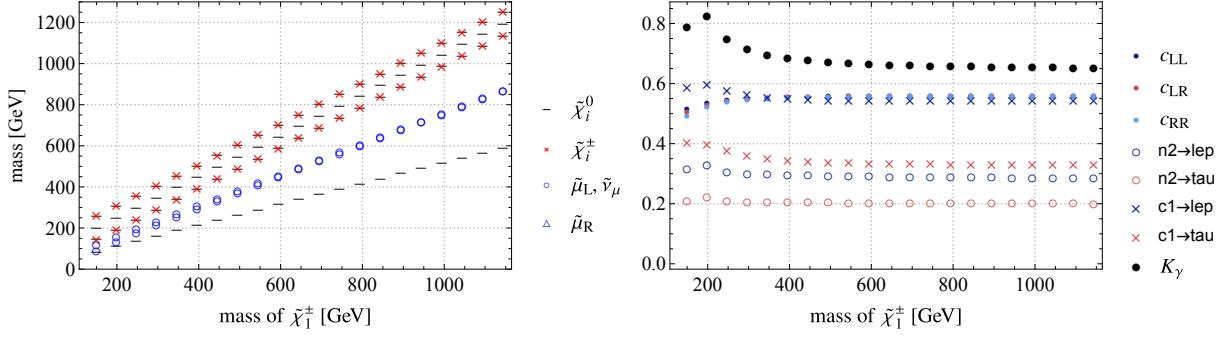 mass [GeV]
1200
1000
800
600
400
200
0
200 400 600 800 1000
mass of χ̃₁± [GeV]
χ̃ᵢ⁰
χ̃ᵢ±
μ̃L, ν̃μ
μ̃R
0.8
0.6
0.4
0.2
0.0
200 400 600 800 1000
mass of χ̃₁± [GeV]
cLL
cLR
cRR
n2→lep
n2→tau
c1→lep
c1→tau
Kγ